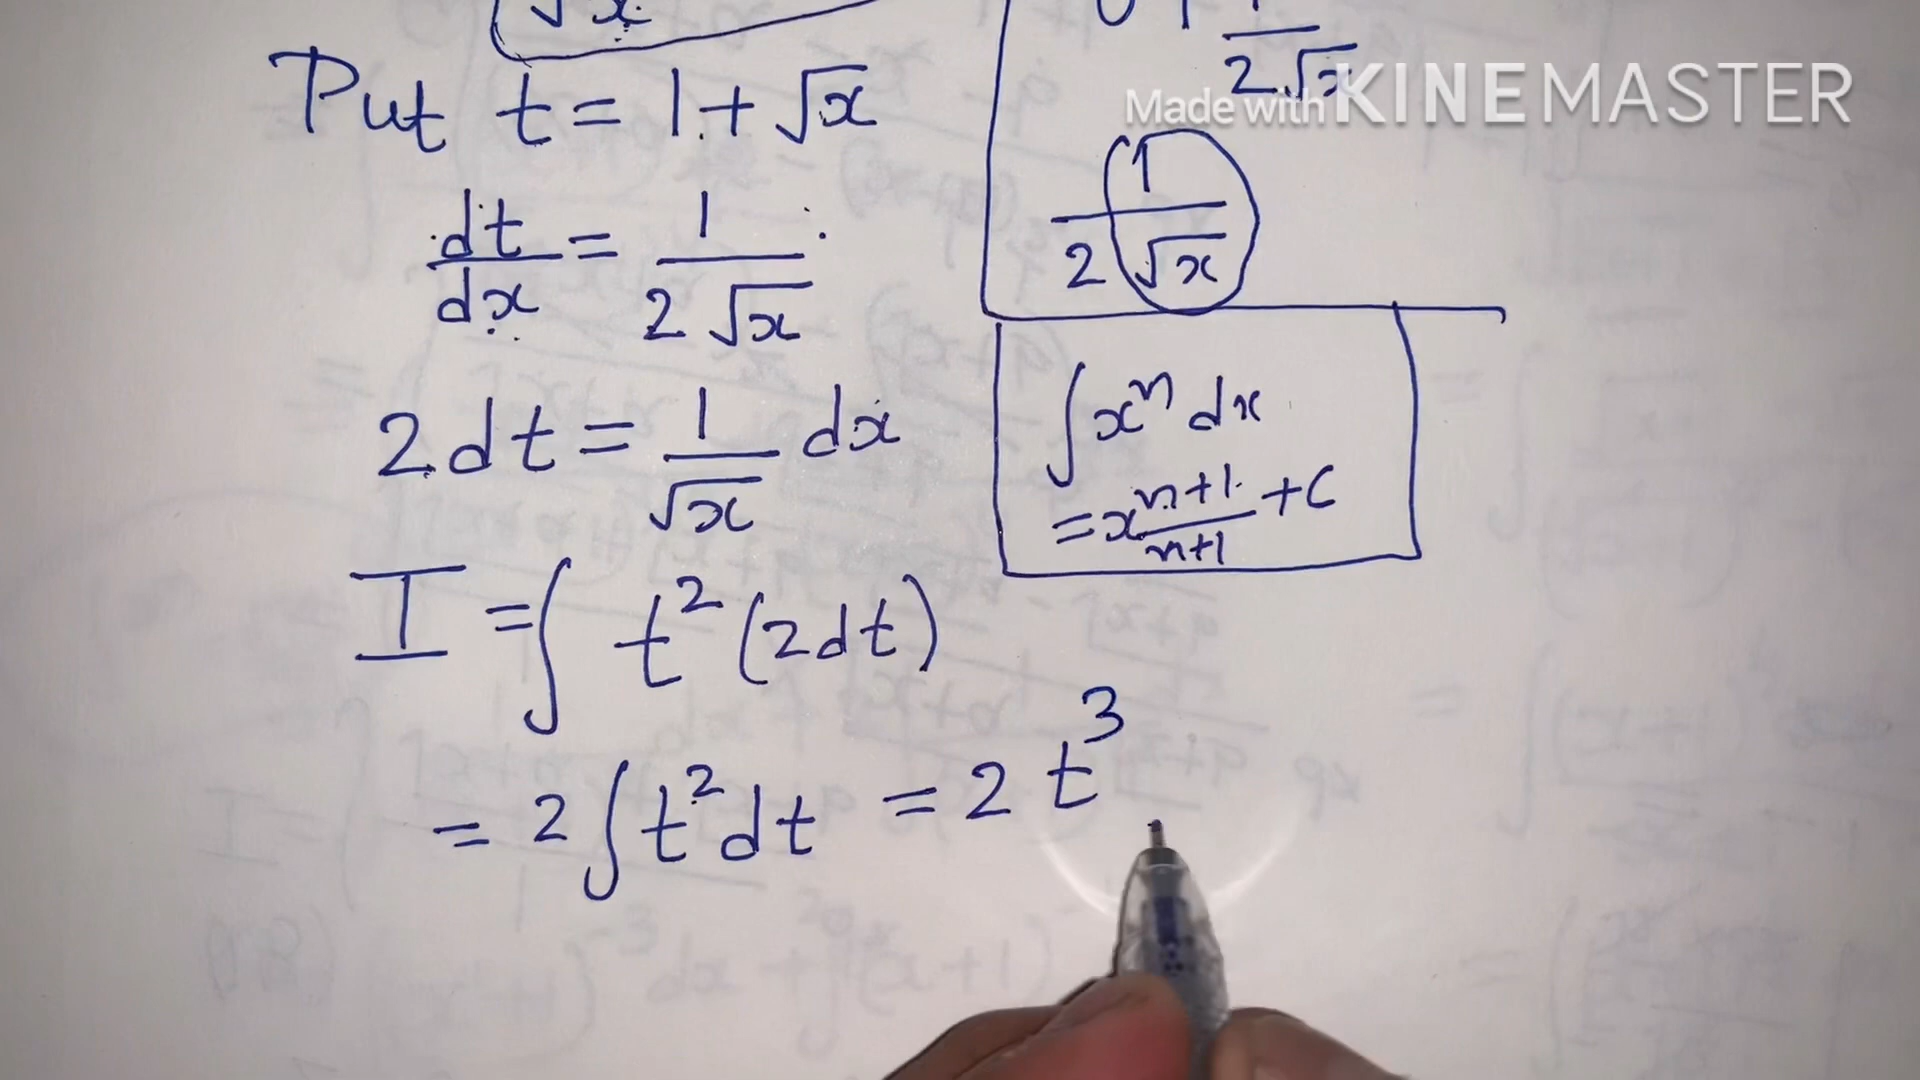 √x
2.√x
Made with KINEMASTER
Put t = 1 + √x
1
2 √x
dt/dx = 1/(2√x)
∫xⁿ dx
= x^(n+1)/(n+1) + C
2dt = 1/√x dx
I = ∫ t² (2dt)
= 2∫t²dt = 2 t³